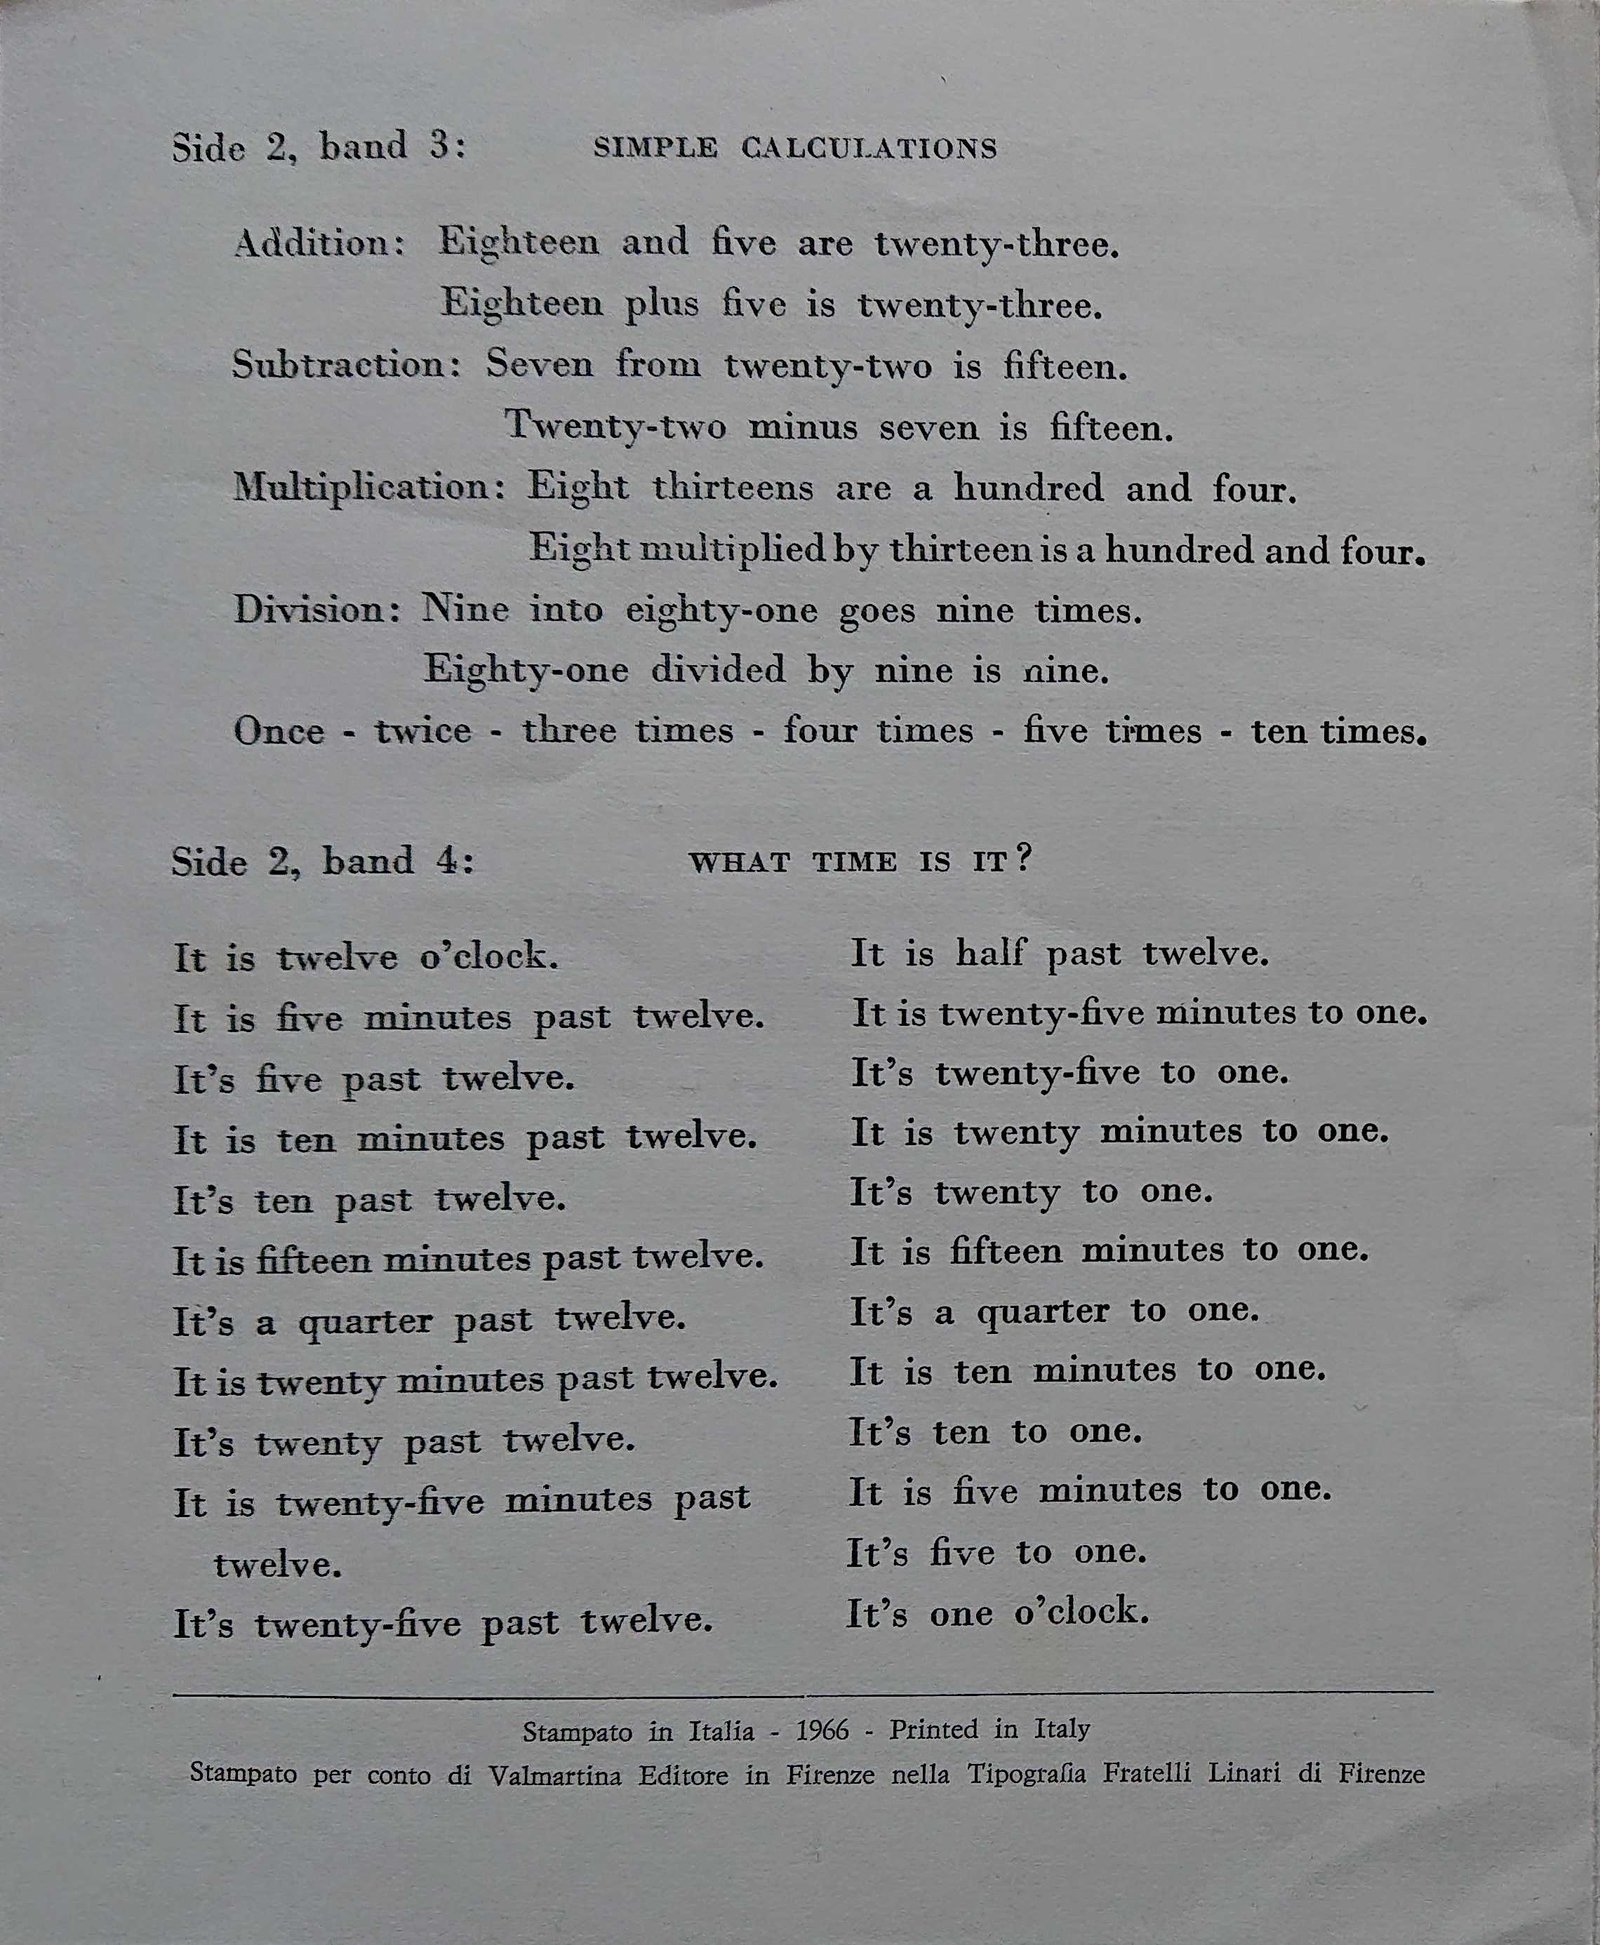 Side 2, band 3: SIMPLE CALCULATIONS
Addition: Eighteen and five are twenty-three.
Eighteen plus five is twenty-three.
Subtraction: Seven from twenty-two is fifteen.
Twenty-two minus seven is fifteen.
Multiplication: Eight thirteens are a hundred and four.
Eight multiplied by thirteen is a hundred and four.
Division: Nine into eighty-one goes nine times.
Eighty-one divided by nine is nine.
Once - twice - three times - four times - five times - ten times.
Side 2, band 4: WHAT TIME IS IT?
It is twelve o'clock.
It is five minutes past twelve.
It's five past twelve.
It is ten minutes past twelve.
It's ten past twelve.
It is fifteen minutes past twelve.
It's a quarter past twelve.
It is twenty minutes past twelve.
It's twenty past twelve.
It is twenty-five minutes past
twelve.
It's twenty-five past twelve.
It is half past twelve.
It is twenty-five minutes to one.
It's twenty-five to one.
It is twenty minutes to one.
It's twenty to one.
It is fifteen minutes to one.
It's a quarter to one.
It is ten minutes to one.
It's ten to one.
It is five minutes to one.
It's five to one.
It's one o'clock.
Stampato in Italia - 1966 - Printed in Italy
Stampato per conto di Valmartina Editore in Firenze nella Tipografia Fratelli Linari di Firenze